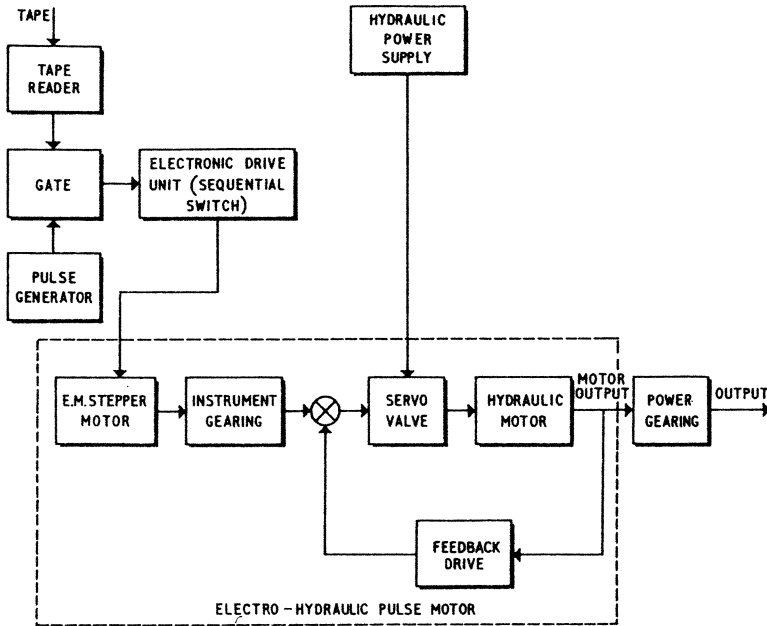 TAPE
TAPE
READER
GATE
PULSE
GENERATOR
ELECTRONIC DRIVE
UNIT (SEQUENTIAL
SWITCH)
HYDRAULIC
POWER
SUPPLY
E.M.STEPPER
MOTOR
INSTRUMENT
GEARING
SERVO
VALVE
HYDRAULIC
MOTOR
MOTOR
OUTPUT
POWER
GEARING
OUTPUT
FEEDBACK
DRIVE
ELECTRO-HYDRAULIC PULSE MOTOR